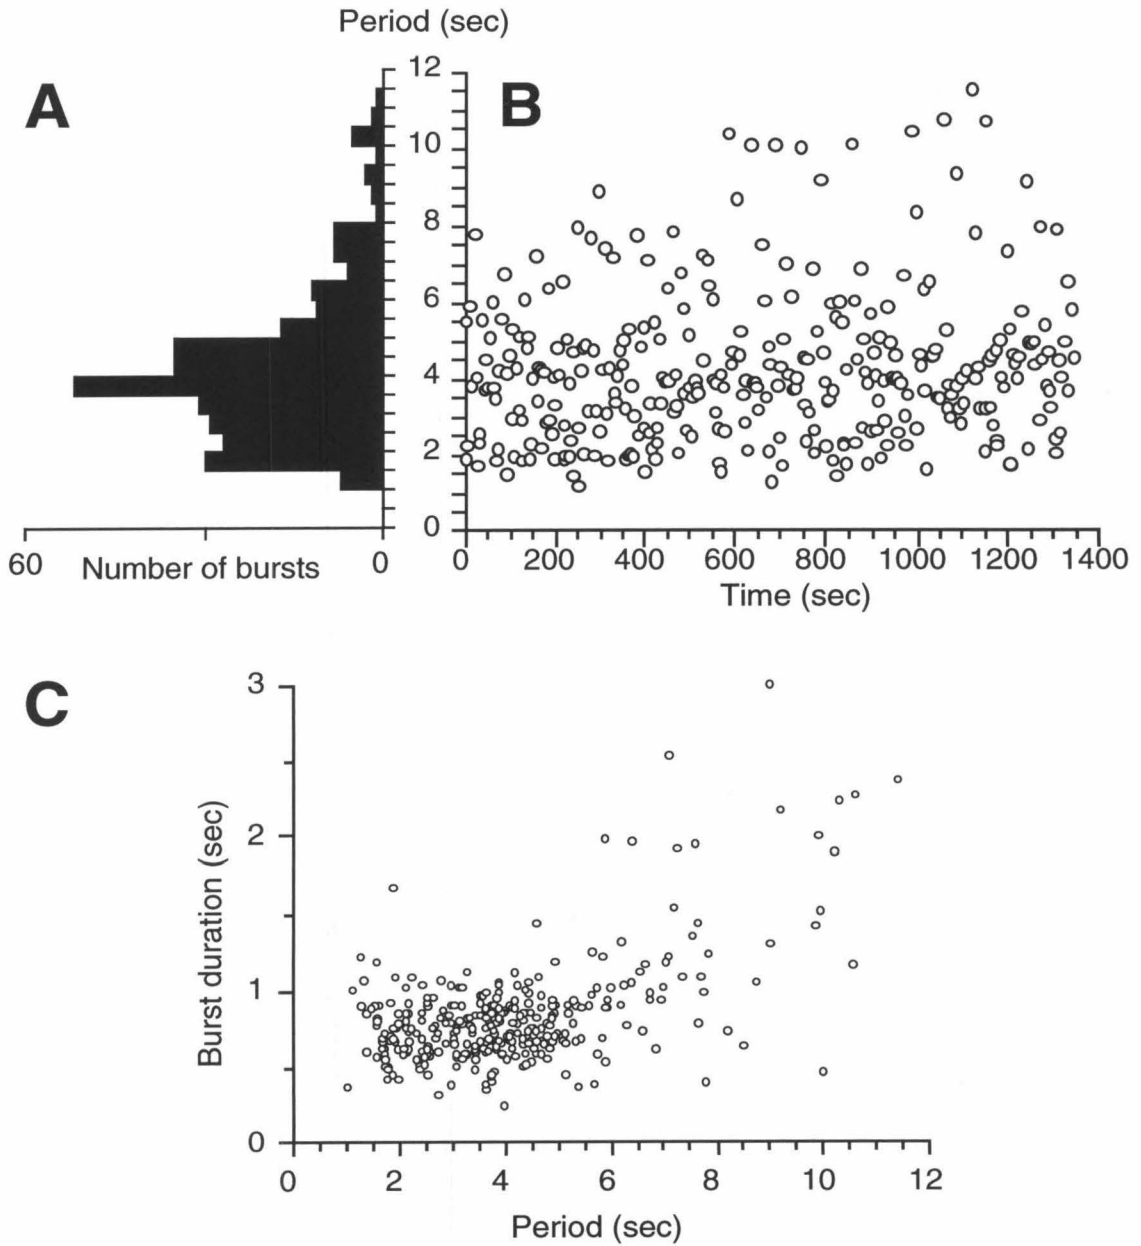 Period (sec)
A
B
12
10
8
6
4
2
0
60 Number of bursts 0
0 200 400 600 800 1000 1200 1400
Time (sec)
C
3
2
1
0
Burst duration (sec)
0 2 4 6 8 10 12
Period (sec)